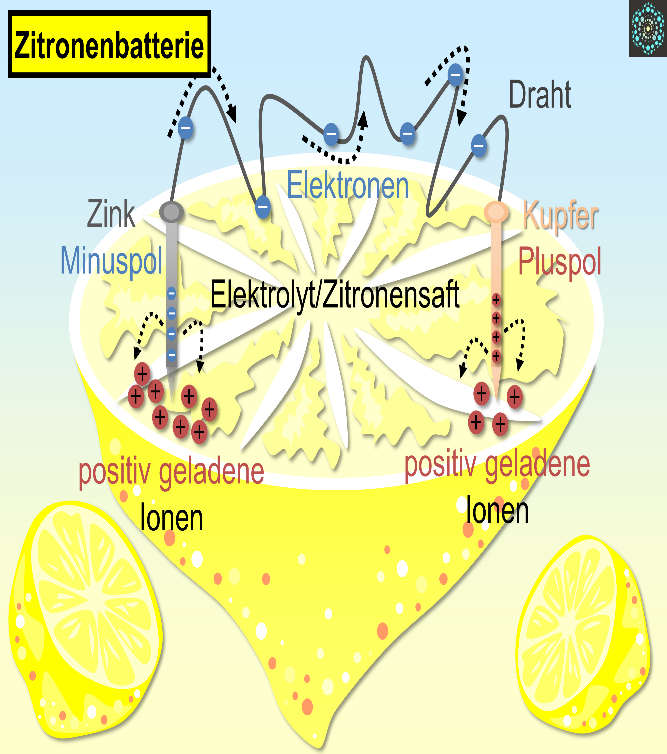 Zitronenbatterie
Draht
Elektronen
Zink
Minuspol
Kupfer
Pluspol
Elektrolyt/Zitronensaft
positiv geladene
Ionen
positiv geladene
Ionen